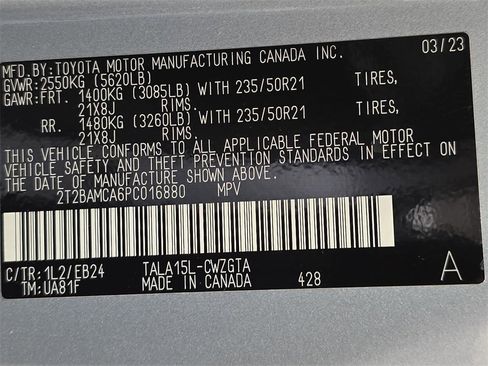 MFD.BY:TOYOTA MOTOR MANUFACTURING CANADA INC. 03/23
GVWR:2550KG (5620LB)
GAWR:FRT. 1400KG (3085LB) WITH 235/50R21 TIRES,
21X8J RIMS.
RR. 1480KG (3260LB) WITH 235/50R21 TIRES,
21X8J RIMS.
THIS VEHICLE CONFORMS TO ALL APPLICABLE FEDERAL MOTOR
VEHICLE SAFETY AND THEFT PREVENTION STANDARDS IN EFFECT ON
THE DATE OF MANUFACTURE SHOWN ABOVE.
2T2BAMCA6PC016880 MPV
C/TR:1L2/EB24 TALA15L-CWZGTA A
TM:UA81F MADE IN CANADA 428